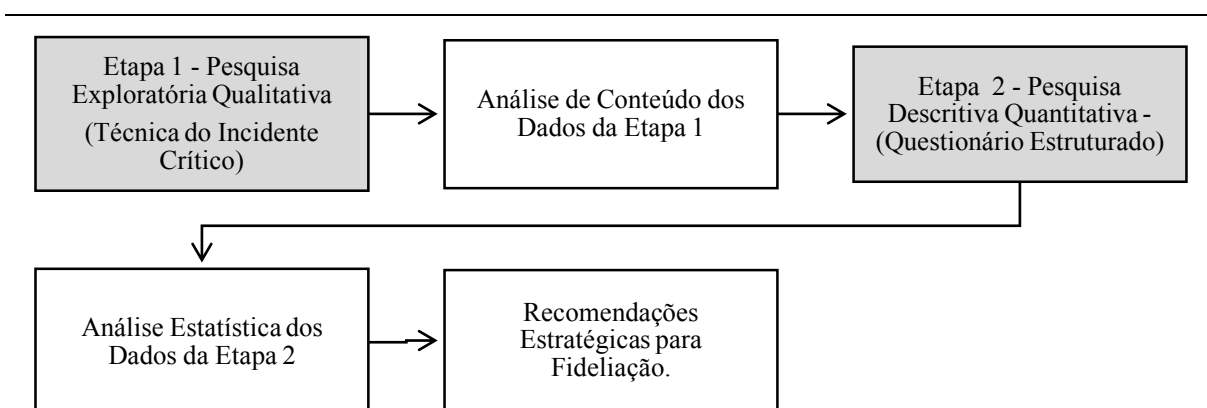 Etapa 1 - Pesquisa
Exploratória Qualitativa
(Técnica do Incidente
Crítico)
Análise de Conteúdo dos
Dados da Etapa 1
Etapa 2 - Pesquisa
Descritiva Quantitativa -
(Questionário Estruturado)
Análise Estatística dos
Dados da Etapa 2
Recomendações
Estratégicas para
Fideliação.